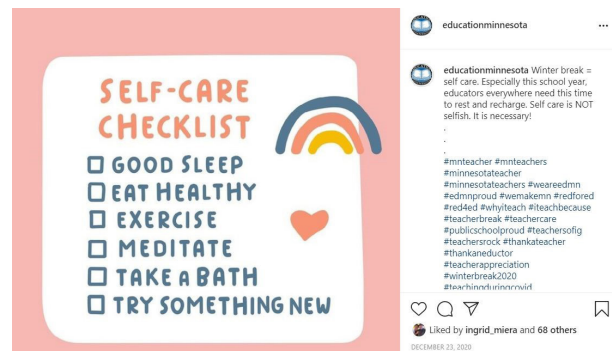 SELF-CARE
CHECKLIST
GOOD SLEEP
EAT HEALTHY
EXERCISE
MEDITATE
TAKE A BATH
TRY SOMETHING NEW
educationminnesota
educationminnesota Winter break =
self care. Especially this school year,
educators everywhere need this time
to rest and recharge. Self care is NOT
selfish. It is necessary!
.
.
.
#mnteacher #mnteachers
#minnesotateacher
#minnesotateachers #weareedmn
#edmnproud #wemakemn #redfored
#red4ed #whyiteach #iteachbecause
#teacherbreak #teachercare
#publicschoolproud #teachersofig
#teachersrock #thankateacher
#thankaneductor
#teacherappreciation
#winterbreak2020
#teachingduringcovid
Liked by ingrid_miera and 68 others
DECEMBER 23, 2020